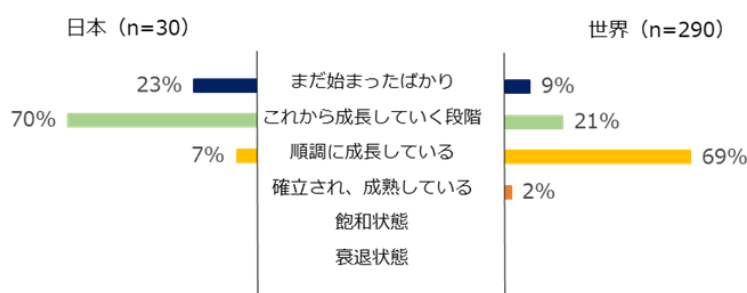 日本（n=30）
世界（n=290）
23% まだ始まったばかり 9%
70% これから成長していく段階 21%
7% 順調に成長している 69%
確立され、成熟している 2%
飽和状態
衰退状態